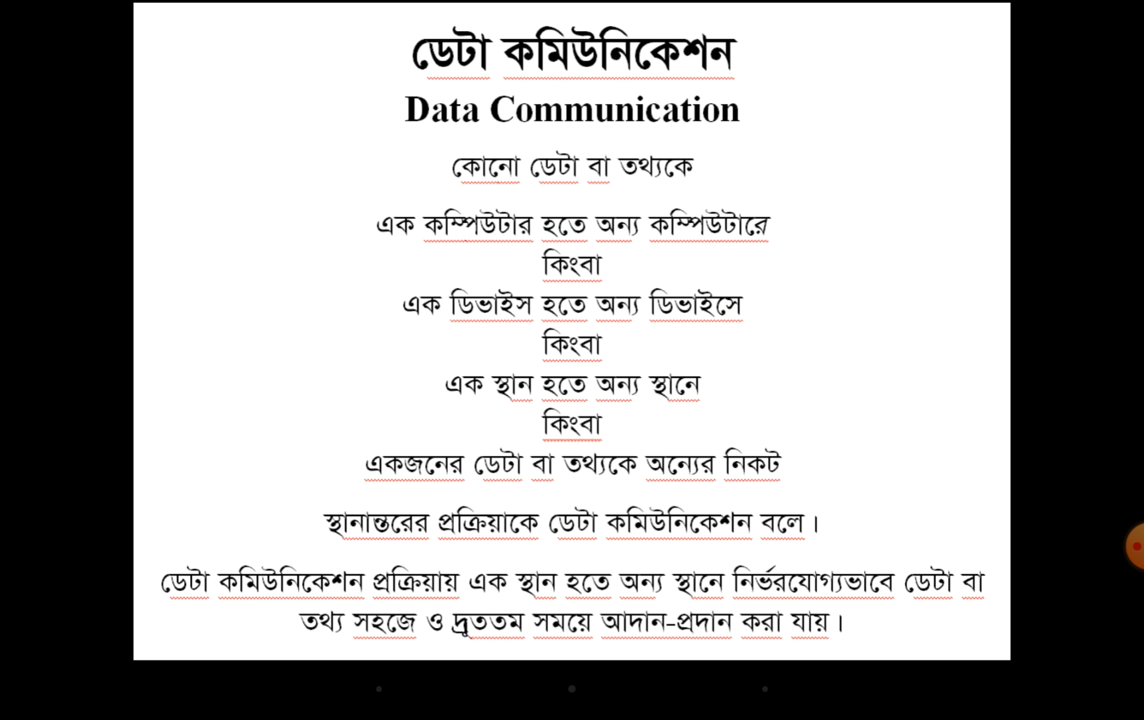 ডেটা কমিউনিকেশন
Data Communication
কোনো ডেটা বা তথ্যকে
এক কম্পিউটার হতে অন্য কম্পিউটারে
কিংবা
এক ডিভাইস হতে অন্য ডিভাইসে
কিংবা
এক স্থান হতে অন্য স্থানে
কিংবা
একজনের ডেটা বা তথ্যকে অন্যের নিকট
স্থানান্তরের প্রক্রিয়াকে ডেটা কমিউনিকেশন বলে।
ডেটা কমিউনিকেশন প্রক্রিয়ায় এক স্থান হতে অন্য স্থানে নির্ভরযোগ্যভাবে ডেটা বা
তথ্য সহজে ও দ্রুততম সময়ে আদান-প্রদান করা যায়।